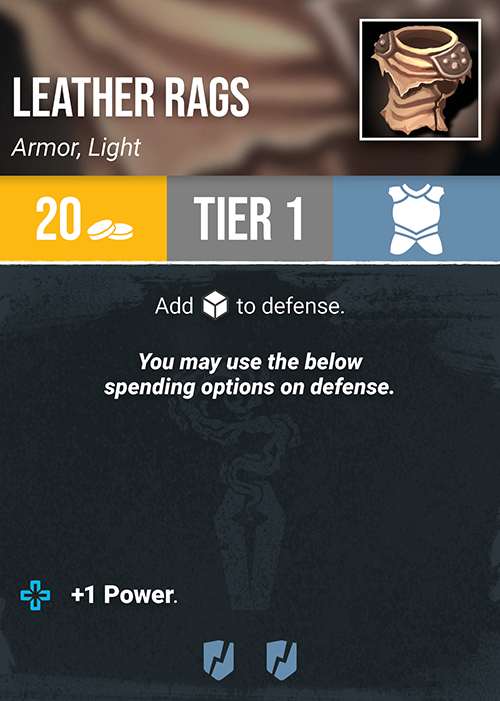 LEATHER RAGS
Armor, Light
20 TIER 1
Add to defense.
You may use the below
spending options on defense.
+1 Power.